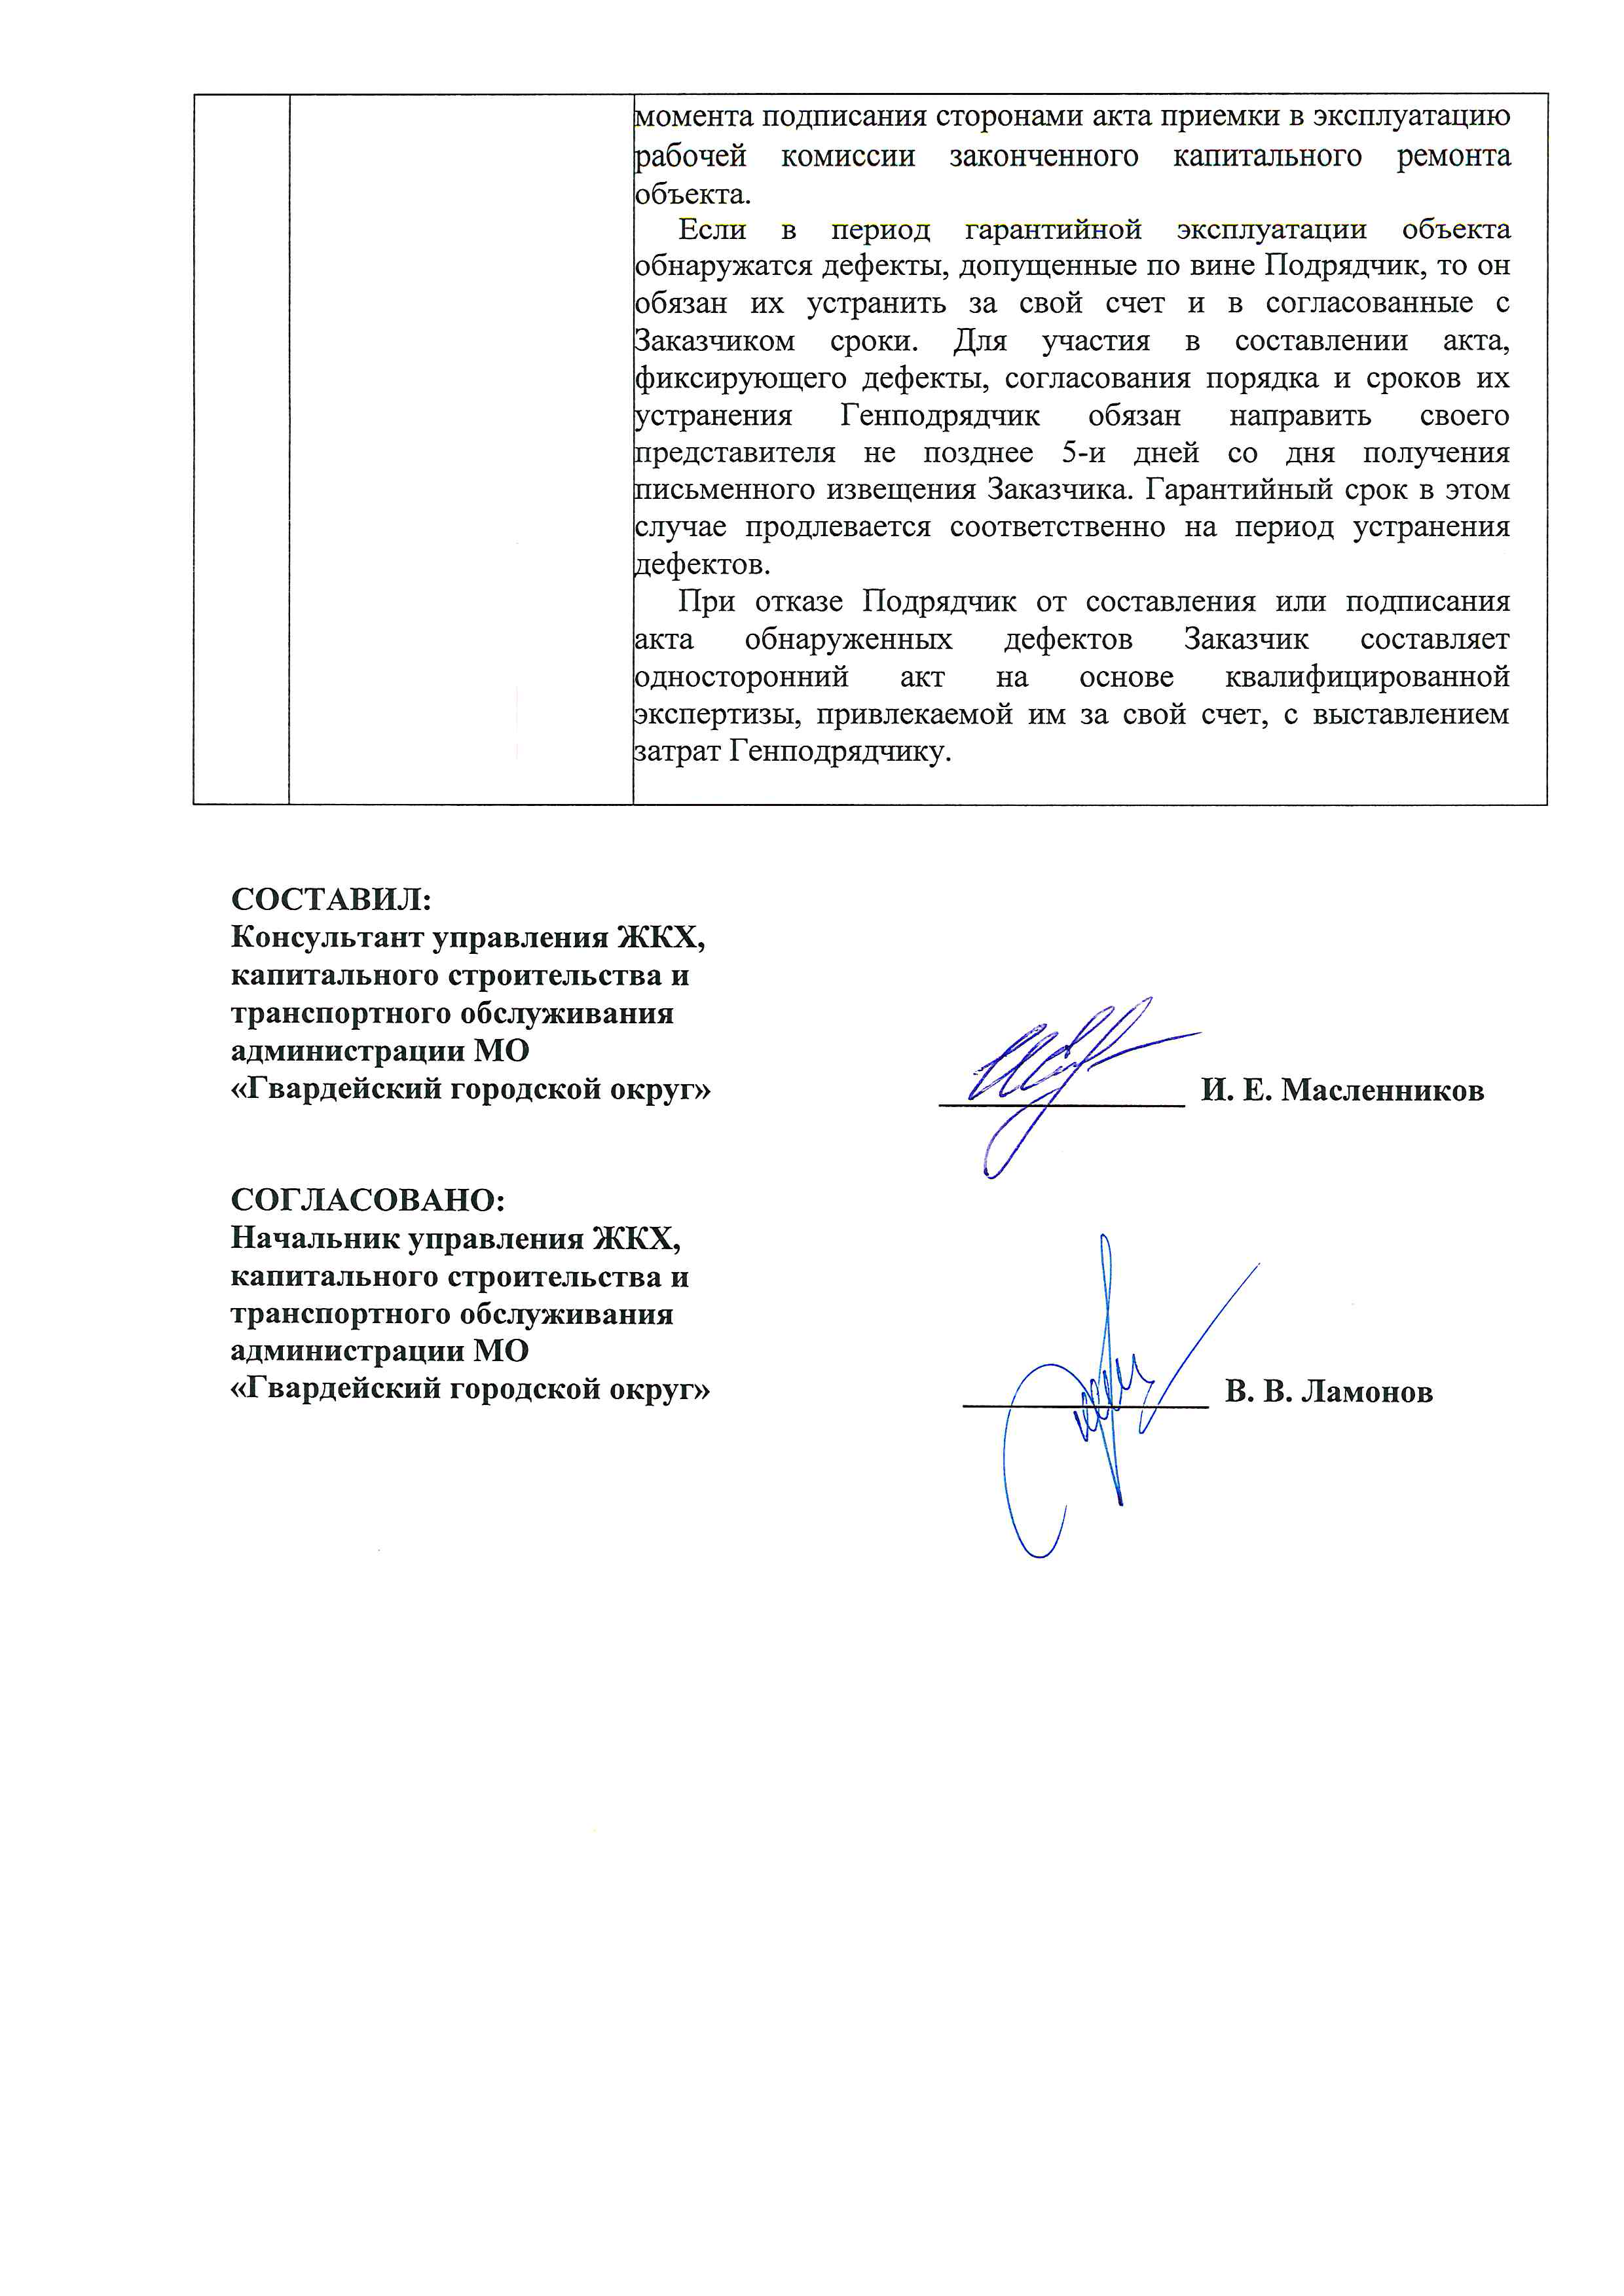 момента подписания сторонами акта приемки в эксплуатацию
рабочей комиссии законченного капитального ремонта
объекта.
Если в период гарантийной эксплуатации объекта
обнаружатся дефекты, допущенные по вине Подрядчик, то он
обязан их устранить за свой счет и в согласованные с
Заказчиком сроки. Для участия в составлении акта,
фиксирующего дефекты, согласования порядка и сроков их
устранения Генподрядчик обязан направить своего
представителя не позднее 5-и дней со дня получения
письменного извещения Заказчика. Гарантийный срок в этом
случае продлевается соответственно на период устранения
дефектов.
При отказе Подрядчик от составления или подписания
акта обнаруженных дефектов Заказчик составляет
односторонний акт на основе квалифицированной
экспертизы, привлекаемой им за свой счет, с выставлением
затрат Генподрядчику.
СОСТАВИЛ:
Консультант управления ЖКХ,
капитального строительства и
транспортного обслуживания
администрации МО
«Гвардейский городской округ» И. Е. Масленников
СОГЛАСОВАНО:
Начальник управления ЖКХ,
капитального строительства и
транспортного обслуживания
администрации МО
«Гвардейский городской округ» В. В. Ламонов